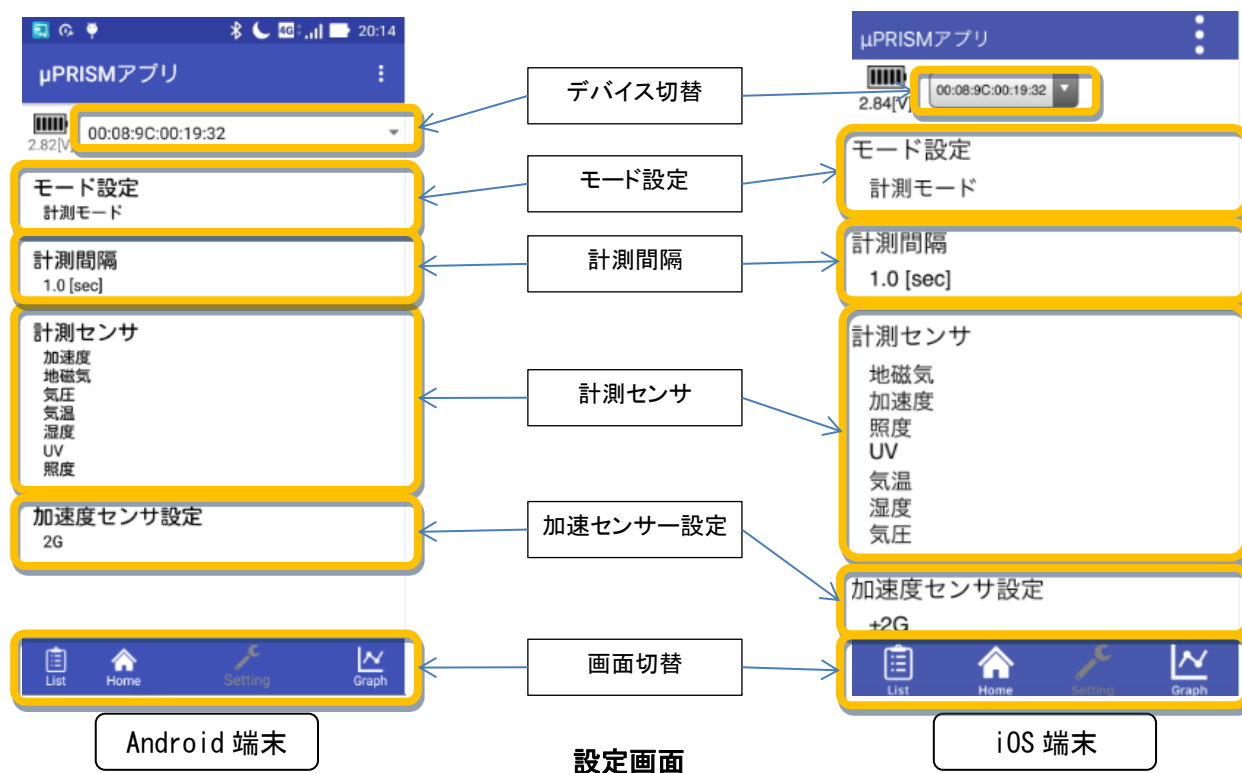 4G 20:14
μPRISMアプリ
2.82[V]
00:08:9C:00:19:32
モード設定
計測モード
計測間隔
1.0 [sec]
計測センサ
加速度
地磁気
気圧
気温
湿度
UV
照度
加速度センサ設定
2G
List
Home
Setting
Graph
Android 端末
デバイス切替
モード設定
計測間隔
計測センサ
加速センサー設定
画面切替
設定画面
μPRISMアプリ
2.84[V]
00:08:9C:00:19:32
モード設定
計測モード
計測間隔
1.0 [sec]
計測センサ
地磁気
加速度
照度
UV
気温
湿度
気圧
加速度センサ設定
±2G
List
Home
Setting
Graph
iOS 端末